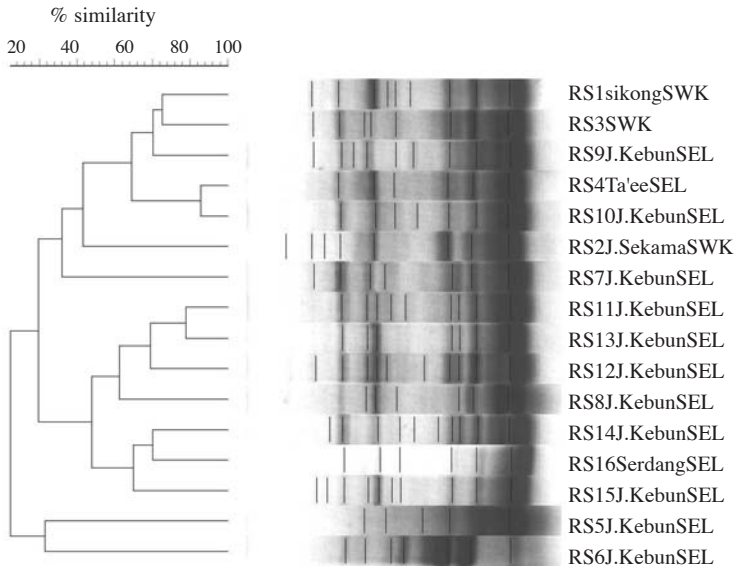 % similarity
20 40 60 80 100
RS1sikongSWK
RS3SWK
RS9J.KebunSEL
RS4Ta'eeSEL
RS10J.KebunSEL
RS2J.SekamaSWK
RS7J.KebunSEL
RS11J.KebunSEL
RS13J.KebunSEL
RS12J.KebunSEL
RS8J.KebunSEL
RS14J.KebunSEL
RS16SerdangSEL
RS15J.KebunSEL
RS5J.KebunSEL
RS6J.KebunSEL